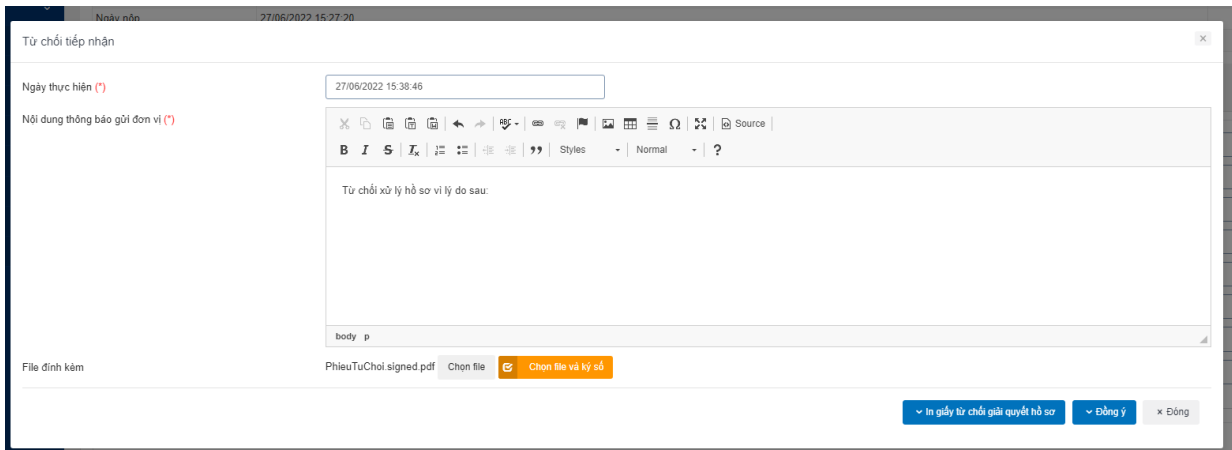 Ngày nộp 27/06/2022 15:27:20
Từ chối tiếp nhận ×
Ngày thực hiện (*) 27/06/2022 15:38:46
Nội dung thông báo gửi đơn vị (*)
Source
B I S Ix Styles Normal ?
Từ chối xử lý hồ sơ vì lý do sau:
body p
File đính kèm PhieuTuChoi.signed.pdf Chọn file Chọn file và ký số
In giấy từ chối giải quyết hồ sơ Đồng ý × Đóng